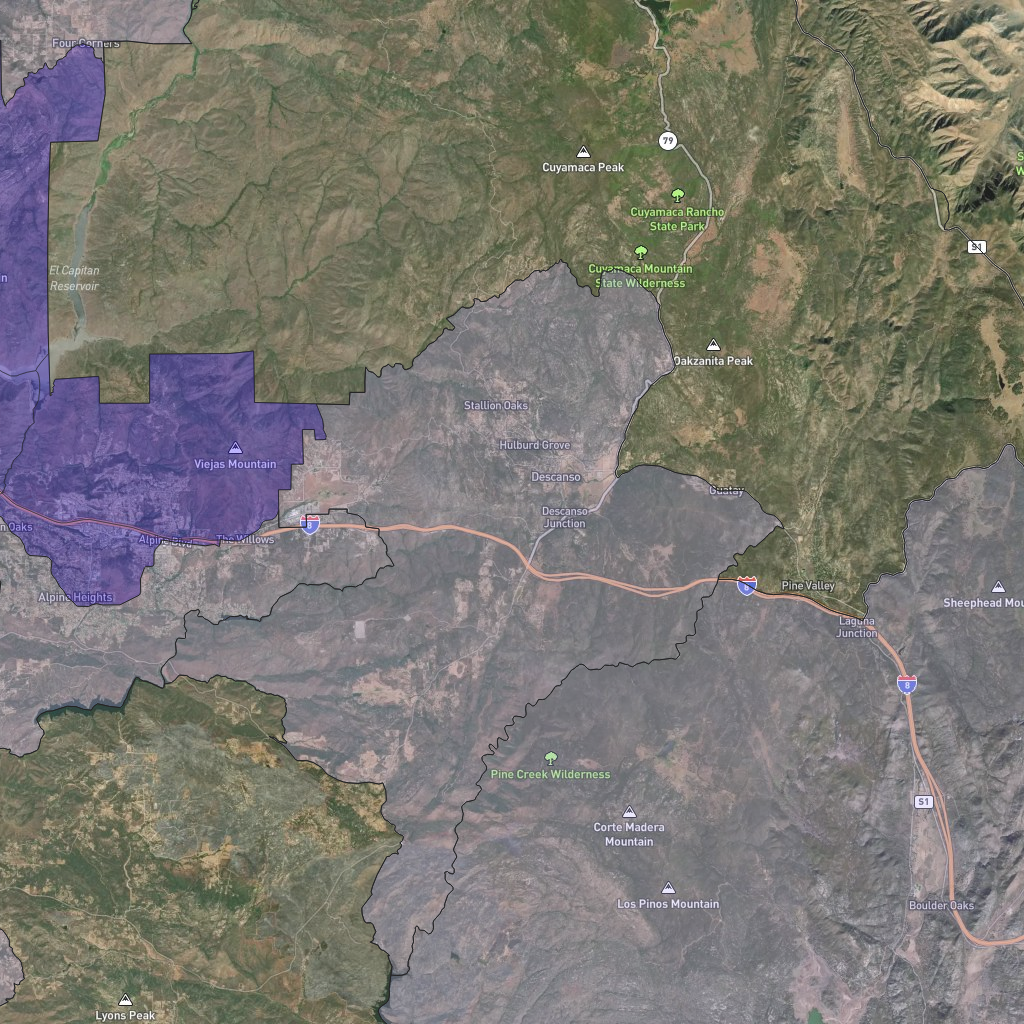 Four Corners
79
Cuyamaca Peak
Cuyamaca Rancho
State Park
S1
El Capitan
Reservoir
Cuyamaca Mountain
State Wilderness
Oakzanita Peak
Stallion Oaks
Hulburd Grove
Viejas Mountain
Descanso
Guatay
Descanso
Junction
8
n Oaks
Alpine Blvd
The Willows
Alpine Heights
8
Pine Valley
Sheephead Mou
Laguna
Junction
8
Pine Creek Wilderness
S1
Corte Madera
Mountain
Los Pinos Mountain
Boulder Oaks
Lyons Peak